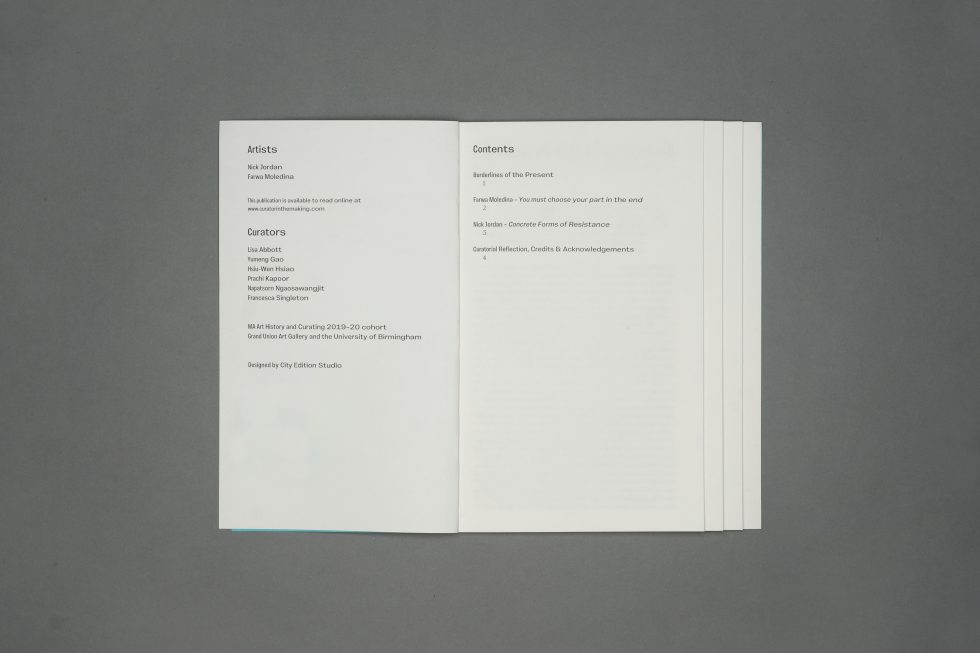 Artists
Nick Jordan
Farwa Moledina
This publication is available to read online at
www.curatorinthemaking.com
Curators
Lisa Abbott
Yumeng Gao
Hsiu-Wen Hsiao
Prachi Kapoor
Napatsorn Ngaosawangjit
Francesca Singleton
MA Art History and Curating 2019–20 cohort
Grand Union Art Gallery and the University of Birmingham
Designed by City Edition Studio
Contents
Borderlines of the Present
1
Farwa Moledina - You must choose your part in the end
2
Nick Jordan - Concrete Forms of Resistance
3
Curatorial Reflection, Credits & Acknowledgements
4